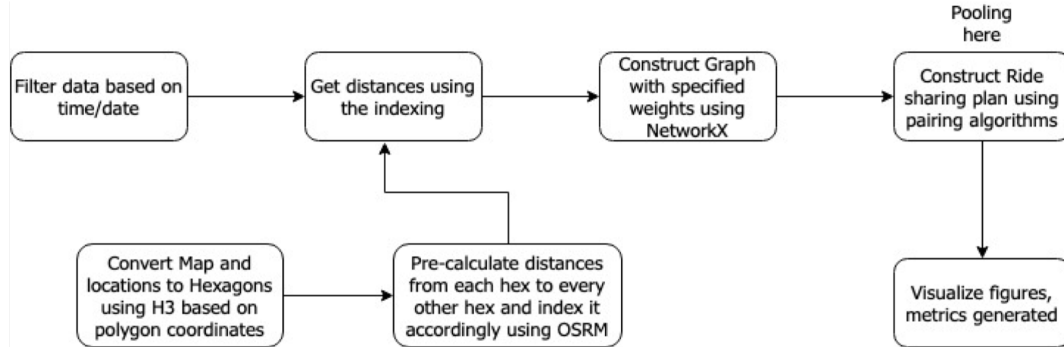 Pooling
here
Filter data based on
time/date
Get distances using
the indexing
Construct Graph
with specified
weights using
NetworkX
Construct Ride
sharing plan using
pairing algorithms
Convert Map and
locations to Hexagons
using H3 based on
polygon coordinates
Pre-calculate distances
from each hex to every
other hex and index it
accordingly using OSRM
Visualize figures,
metrics generated